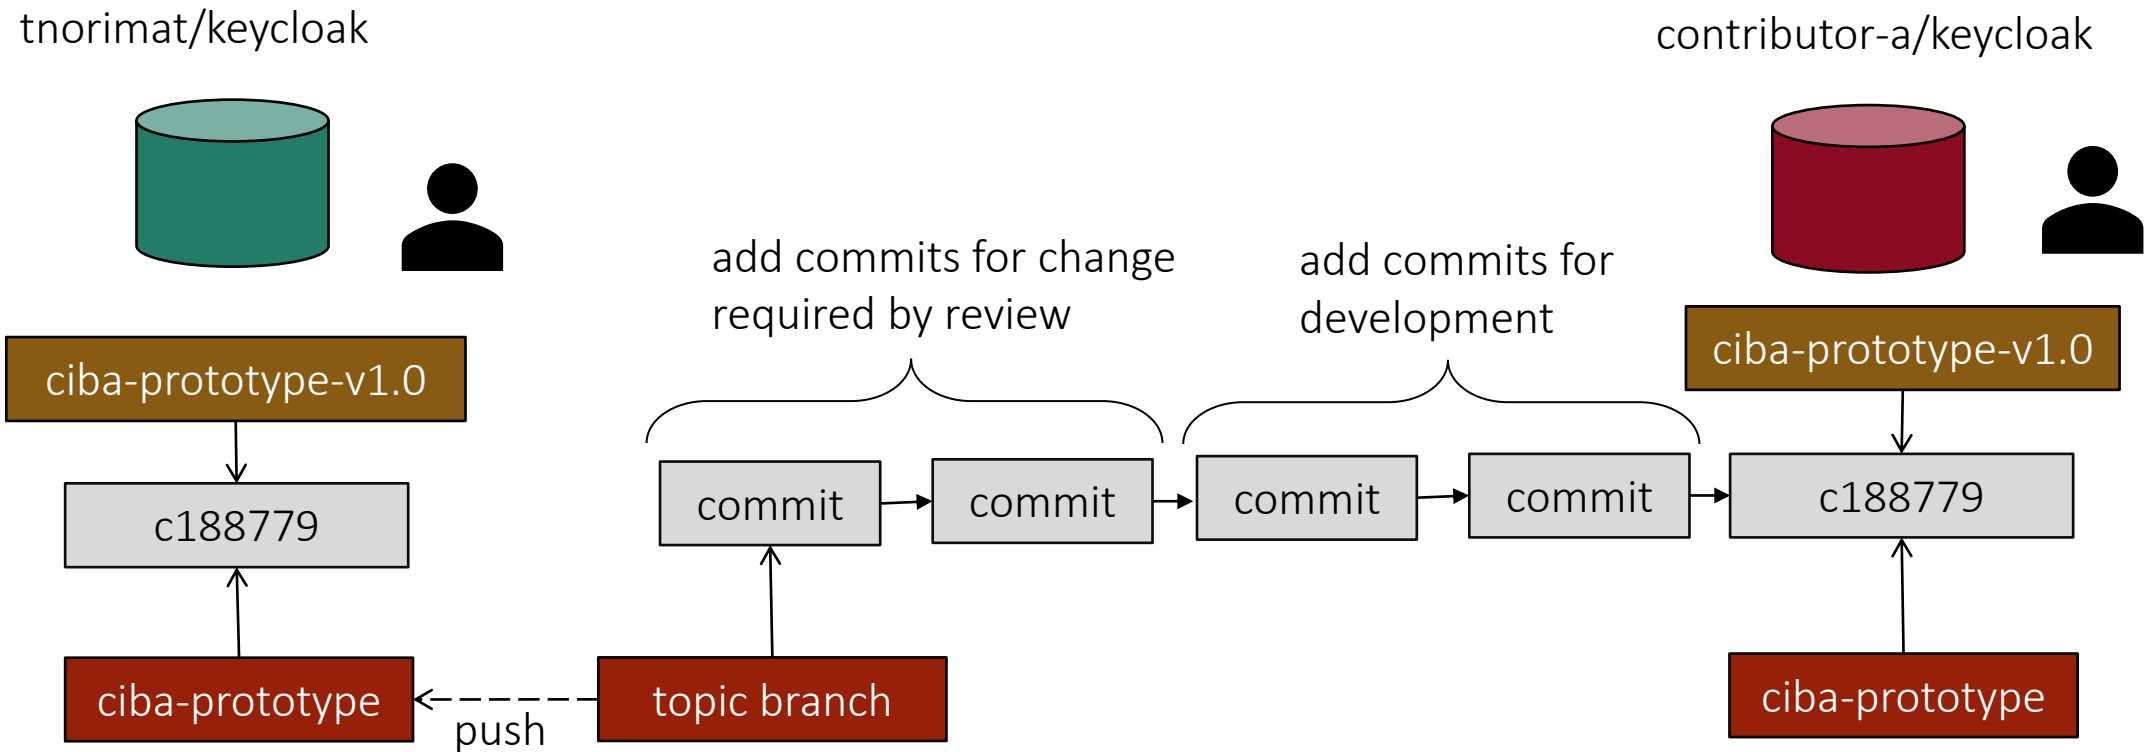 tnorimat/keycloak
contributor-a/keycloak
add commits for change
required by review
add commits for
development
ciba-prototype-v1.0
ciba-prototype-v1.0
c188779
commit
commit
commit
commit
c188779
ciba-prototype
push
topic branch
ciba-prototype